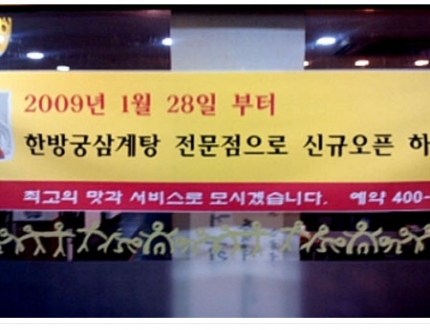 2009년 1월 28일 부터
한방궁삼계탕 전문점으로 신규오픈 하
최고의 맛과 서비스로 모시겠습니다. 예약 400-